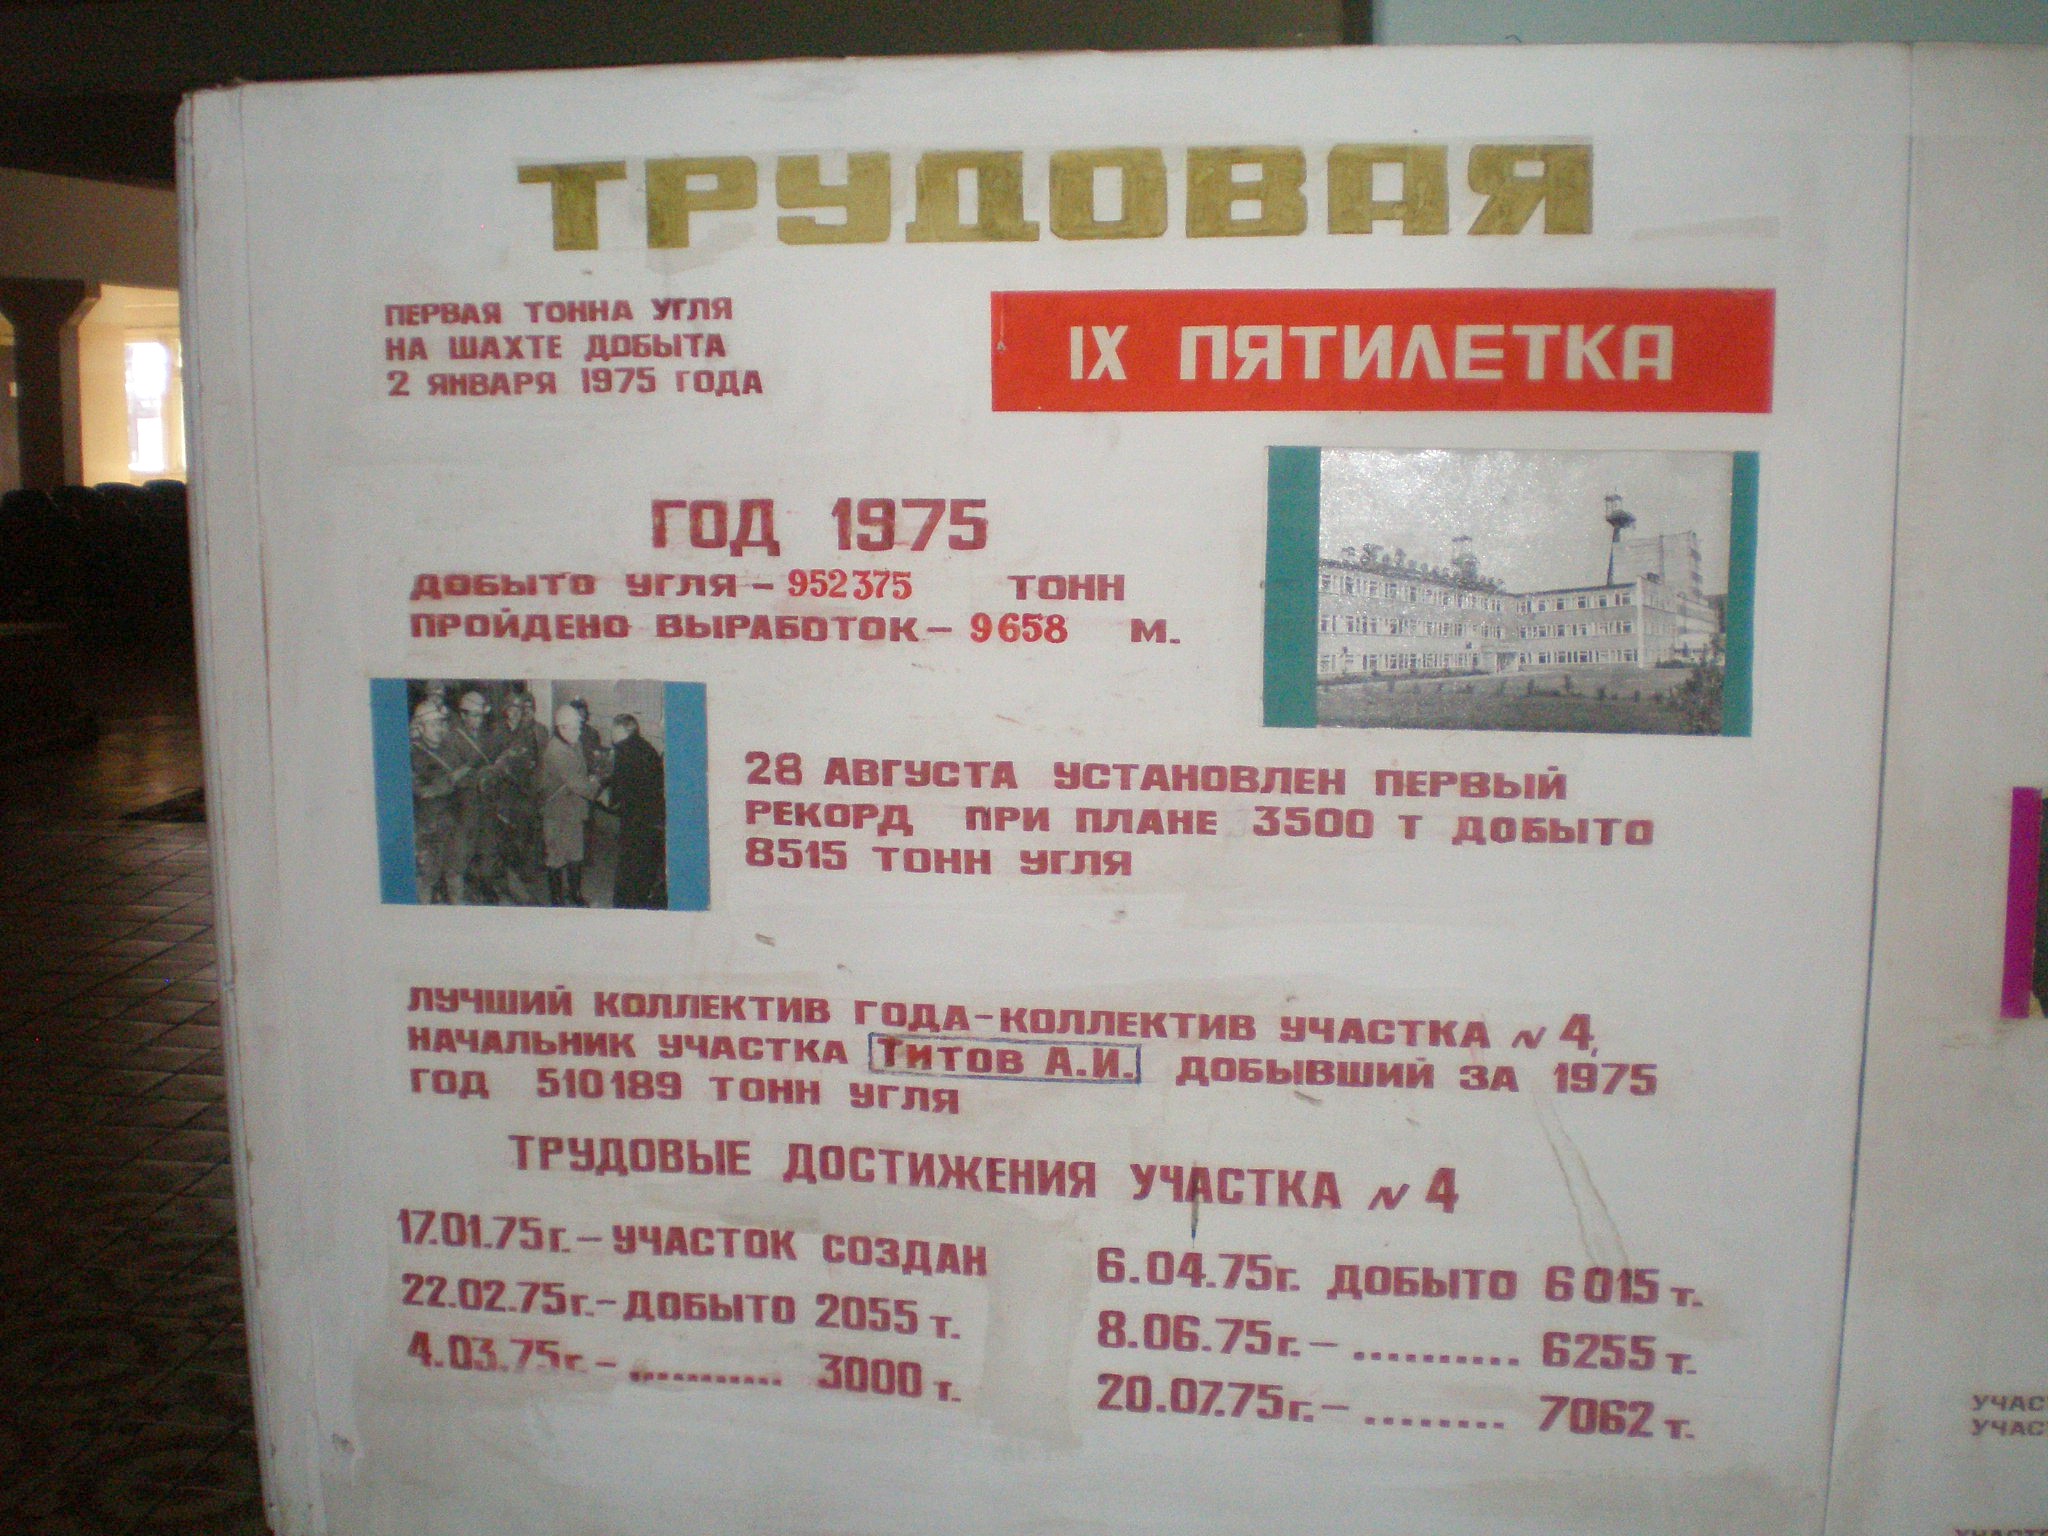 ТРУДОВАЯ
ПЕРВАЯ ТОННА УГЛЯ
НА ШАХТЕ ДОБЫТА
2 ЯНВАРЯ 1975 ГОДА
IX ПЯТИЛЕТКА
ГОД 1975
ДОБЫТО УГЛЯ – 952375 ТОНН
ПРОЙДЕНО ВЫРАБОТОК – 9658 М.
28 АВГУСТА УСТАНОВЛЕН ПЕРВЫЙ
РЕКОРД ПРИ ПЛАНЕ 3500 Т ДОБЫТО
8515 ТОНН УГЛЯ
ЛУЧШИЙ КОЛЛЕКТИВ ГОДА-КОЛЛЕКТИВ УЧАСТКА N 4,
НАЧАЛЬНИК УЧАСТКА ТИТОВ А.И. ДОБЫВШИЙ ЗА 1975
ГОД 510189 ТОНН УГЛЯ
ТРУДОВЫЕ ДОСТИЖЕНИЯ УЧАСТКА N 4
17.01.75г. – УЧАСТОК СОЗДАН
22.02.75г. – ДОБЫТО 2055 т.
4.03.75г. – ........... 3000 т.
6.04.75г. ДОБЫТО 6015 т.
8.06.75г. – .......... 6255 т.
20.07.75г. – ........ 7062 т.
УЧАС
УЧАС